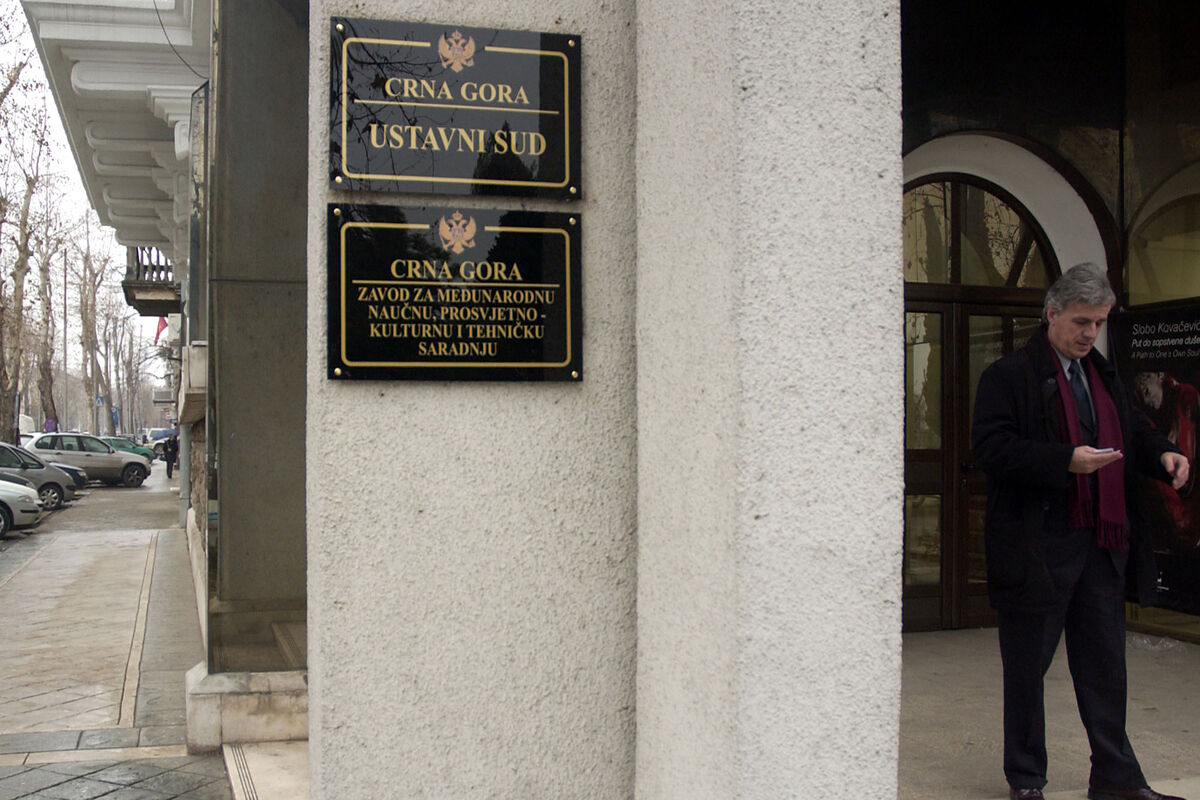 CRNA GORA
USTAVNI SUD
CRNA GORA
ZAVOD ZA MEĐUNARODNU
NAUČNU, PROSVJETNO -
KULTURNU I TEHNIČKU
SARADNJU
Slobo Kovačević
Put do sopstvene duše
A Path to One's Own Soul